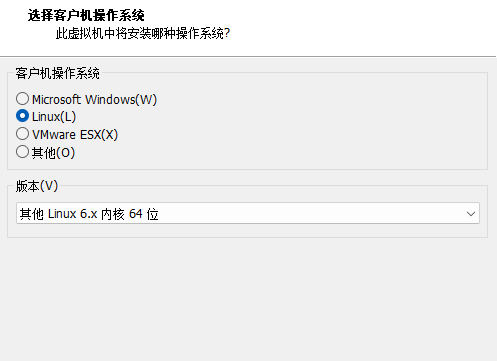 选择客户机操作系统
此虚拟机中将安装哪种操作系统?
客户机操作系统
Microsoft Windows(W)
Linux(L)
VMware ESX(X)
其他(O)
版本(V)
其他 Linux 6.x 内核 64 位